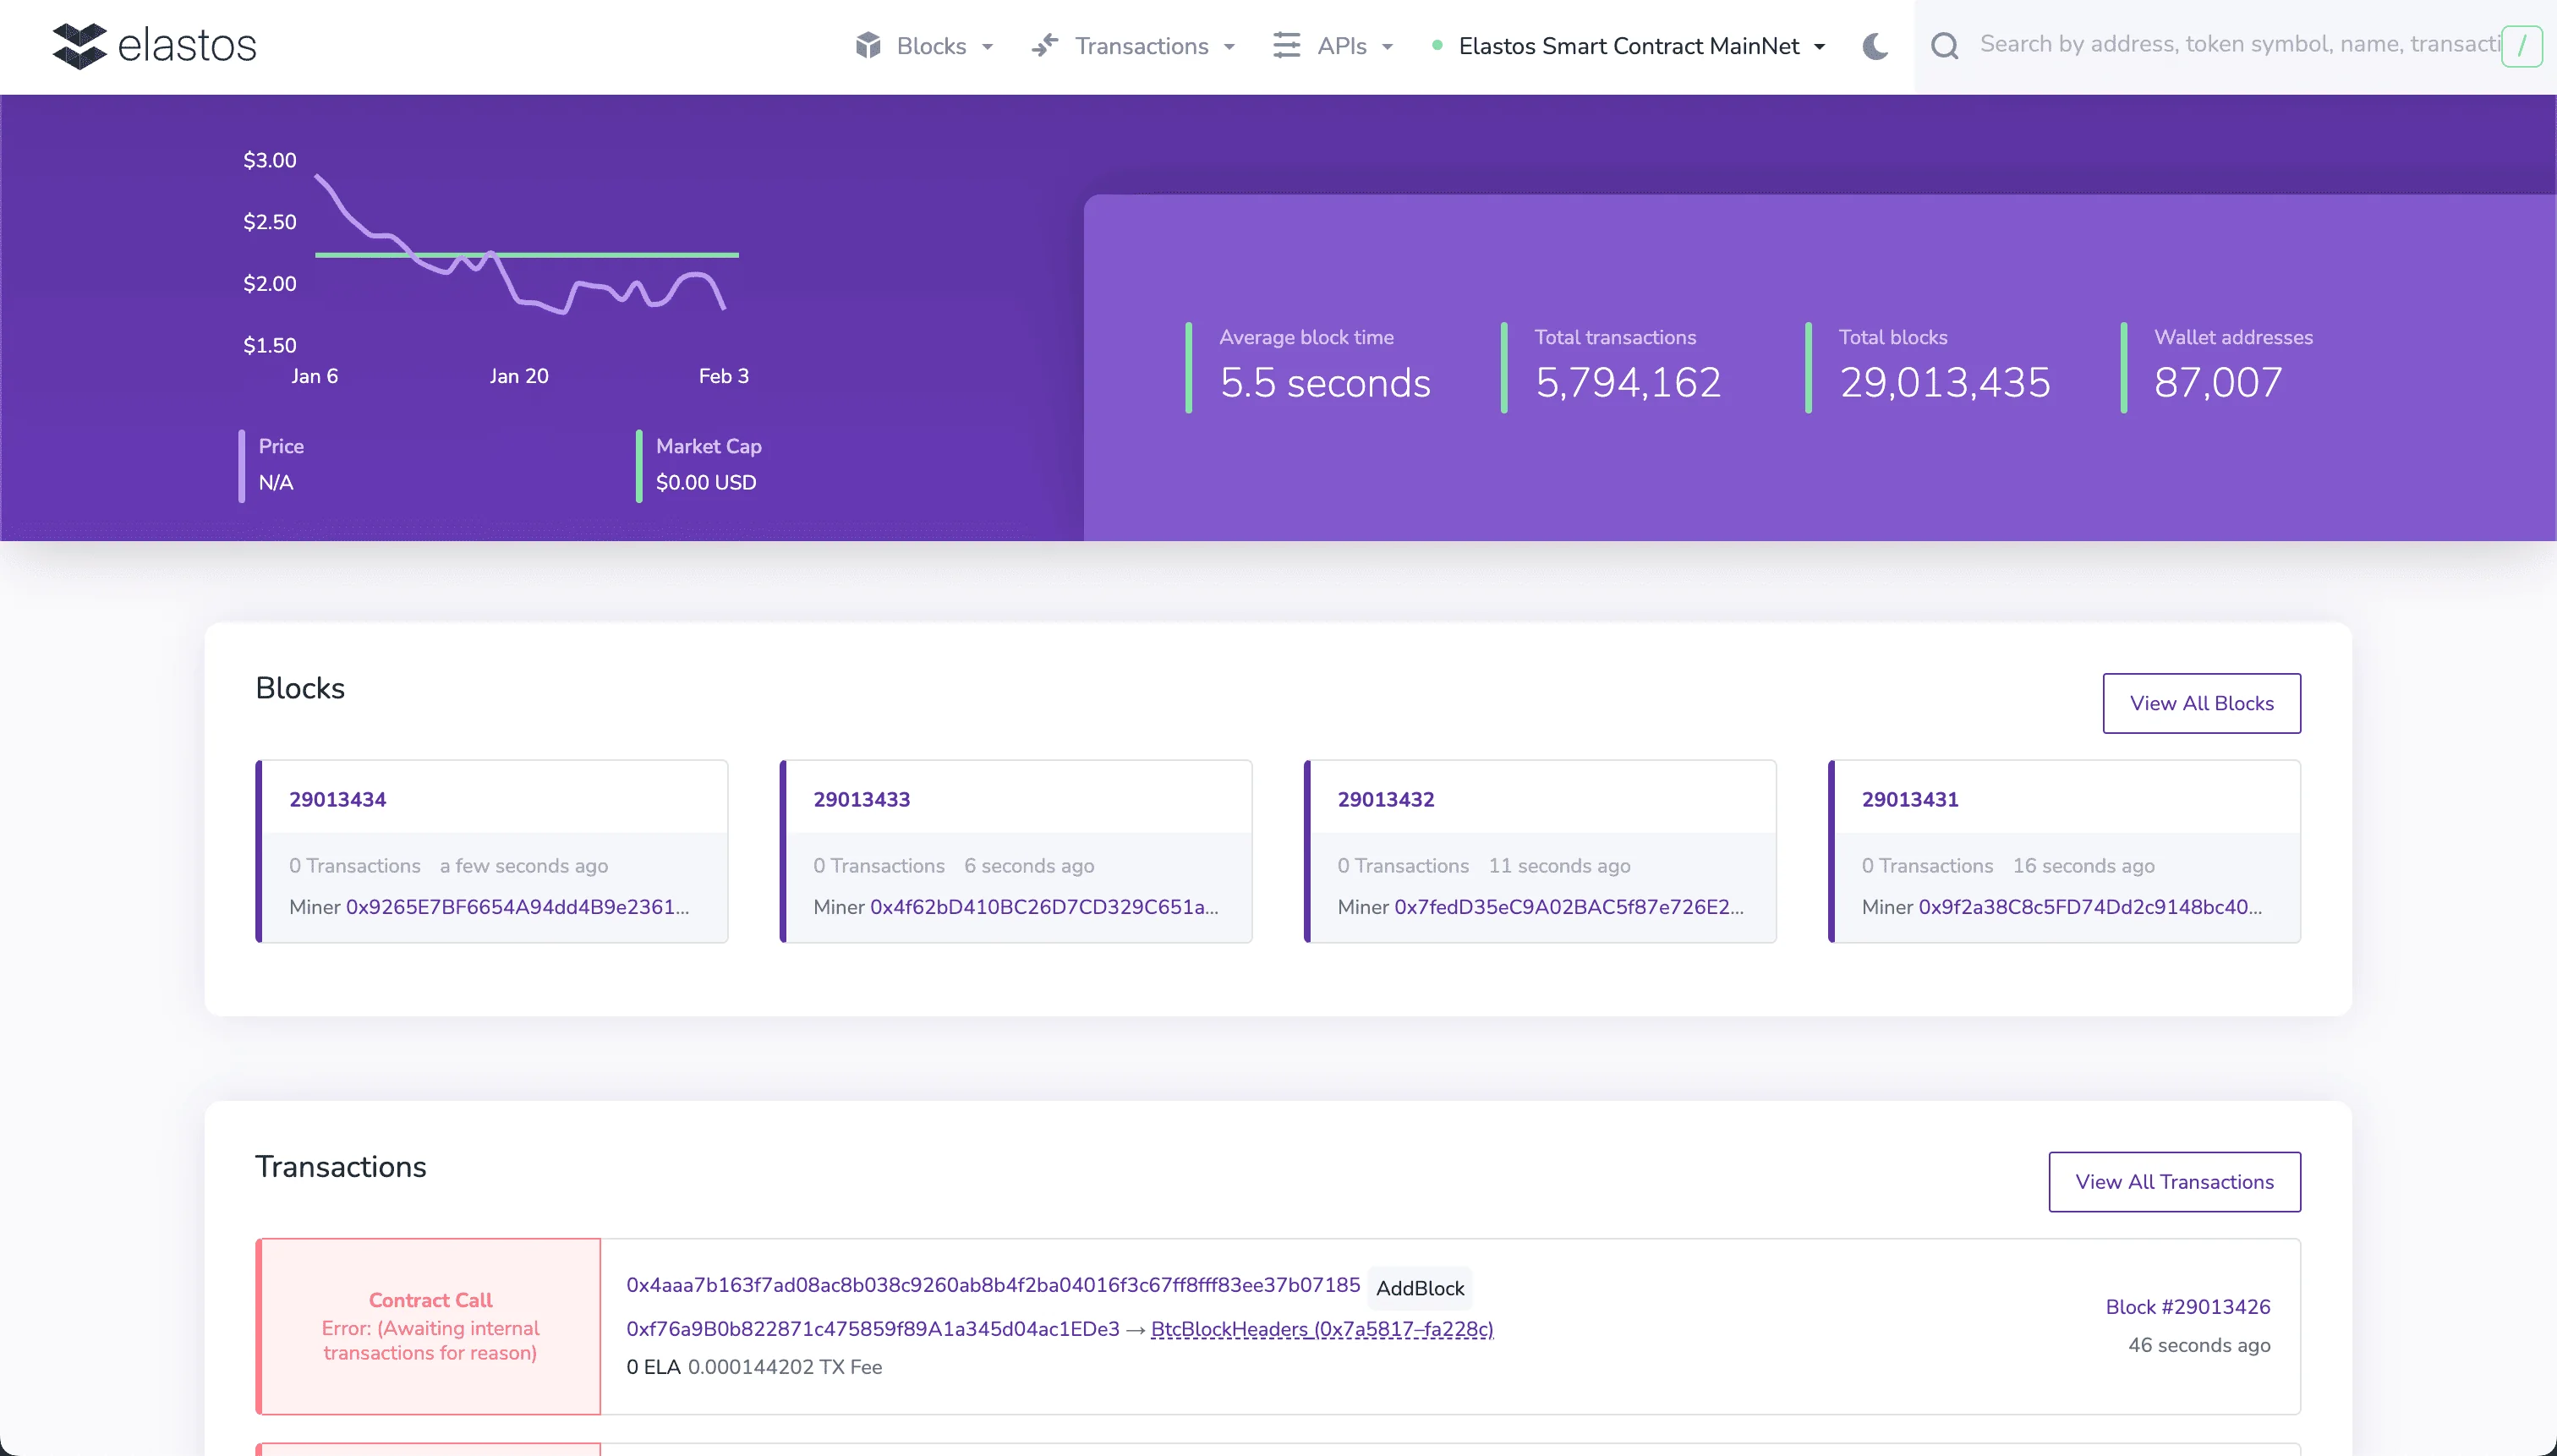 elastos
Blocks
Transactions
APIs
Elastos Smart Contract MainNet
Search by address, token symbol, name, transacti
/
$3.00
$2.50
$2.00
$1.50
Jan 6 Jan 20 Feb 3
Price
N/A
Market Cap
$0.00 USD
Average block time
5.5 seconds
Total transactions
5,794,162
Total blocks
29,013,435
Wallet addresses
87,007
Blocks
View All Blocks
29013434
0 Transactions a few seconds ago
Miner 0x9265E7BF6654A94dd4B9e2361...
29013433
0 Transactions 6 seconds ago
Miner 0x4f62bD410BC26D7CD329C651a...
29013432
0 Transactions 11 seconds ago
Miner 0x7fedD35eC9A02BAC5f87e726E2...
29013431
0 Transactions 16 seconds ago
Miner 0x9f2a38C8c5FD74Dd2c9148bc40...
Transactions
View All Transactions
Contract Call
Error: (Awaiting internal
transactions for reason)
0x4aaa7b163f7ad08ac8b038c9260ab8b4f2ba04016f3c67ff8fff83ee37b07185 AddBlock
0xf76a9B0b822871c475859f89A1a345d04ac1EDe3 → BtcBlockHeaders (0x7a5817–fa228c)
0 ELA 0.000144202 TX Fee
Block #29013426
46 seconds ago